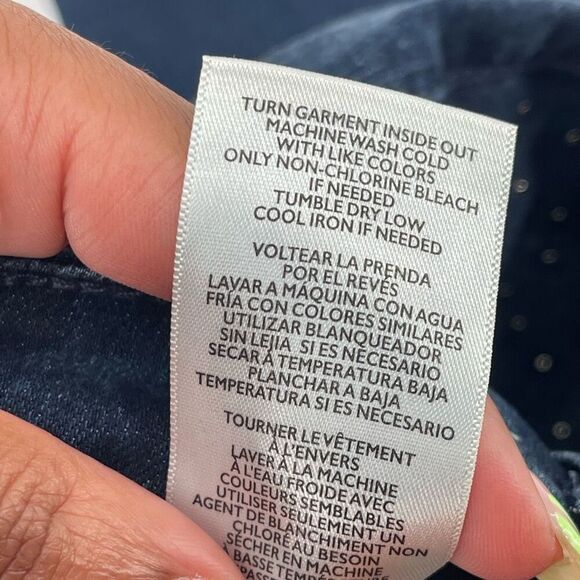 TURN GARMENT INSIDE OUT
MACHINE WASH COLD
WITH LIKE COLORS
ONLY NON-CHLORINE BLEACH
IF NEEDED
TUMBLE DRY LOW
COOL IRON IF NEEDED
VOLTEAR LA PRENDA
POR EL REVÉS
LAVAR A MÁQUINA CON AGUA
FRÍA CON COLORES SIMILARES
UTILIZAR BLANQUEADOR
SIN LEJIA SI ES NECESARIO
SECAR Á TEMPERATURA BAJA
PLANCHAR A BAJA
TEMPERATURA SI ES NECESARIO
TOURNER LE VÊTEMENT
À L'ENVERS
LAVER À LA MACHINE
À L'EAU FROIDE AVEC
COULEURS SEMBLABLES
UTILISER SEULEMENT UN
AGENT DE BLANCHIMENT NON
CHLORÉ AU BESOIN
SÉCHER EN MACHINE
À BASSE